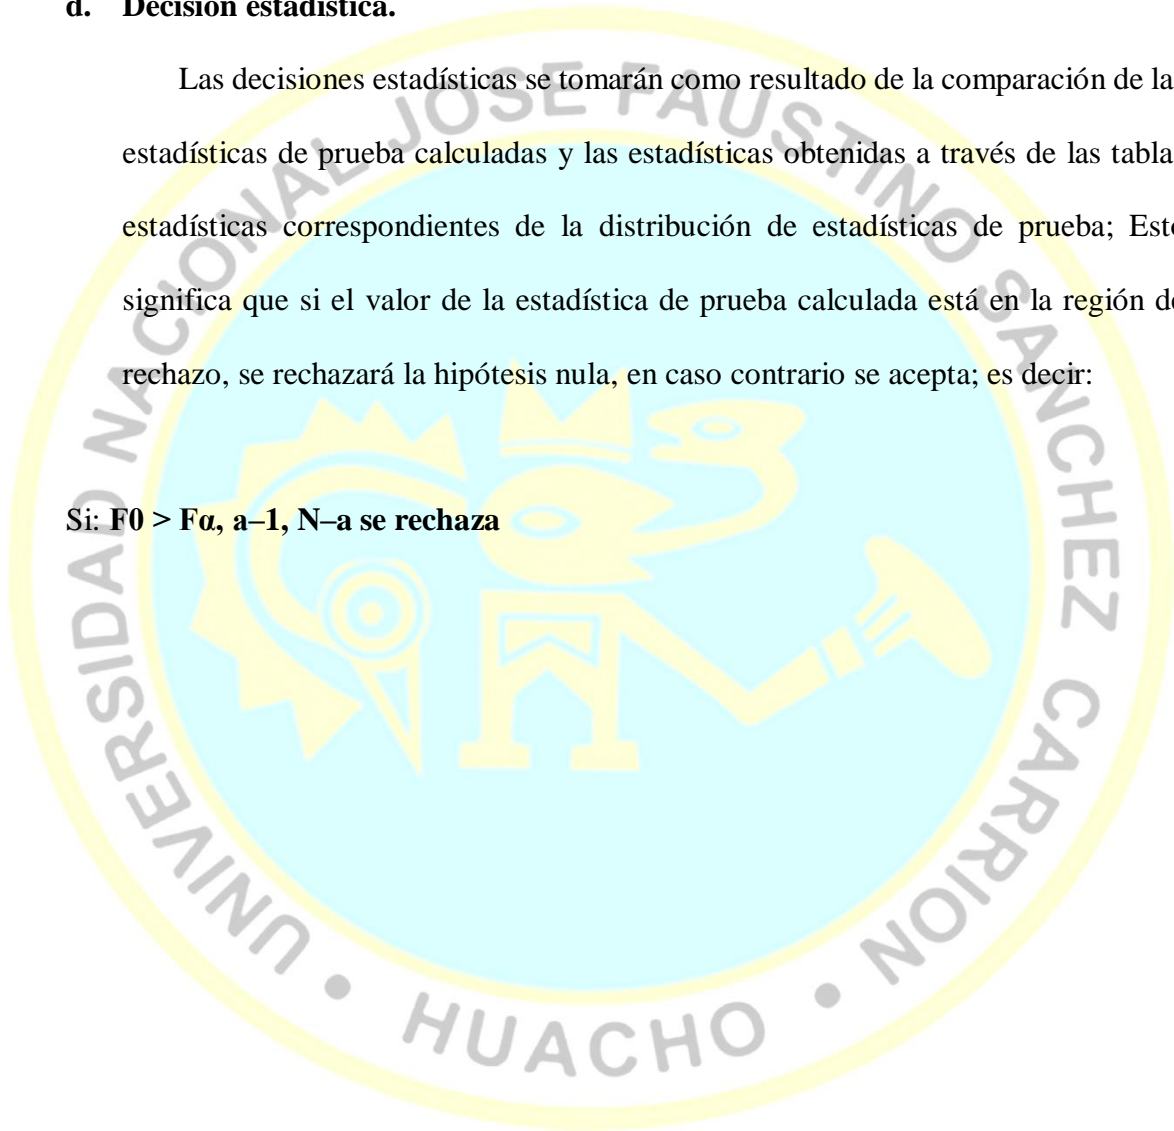 d. Decisión estadística.
Las decisiones estadísticas se tomarán como resultado de la comparación de la
estadísticas de prueba calculadas y las estadísticas obtenidas a través de las tabla
estadísticas correspondientes de la distribución de estadísticas de prueba; Est
significa que si el valor de la estadística de prueba calculada está en la región d
rechazo, se rechazará la hipótesis nula, en caso contrario se acepta; es decir:
Si: F0 > Fα, a–1, N–a se rechaza
UNIVERSIDAD NACIONAL JOSE FAUSTINO SANCHEZ CARRION • HUACHO •